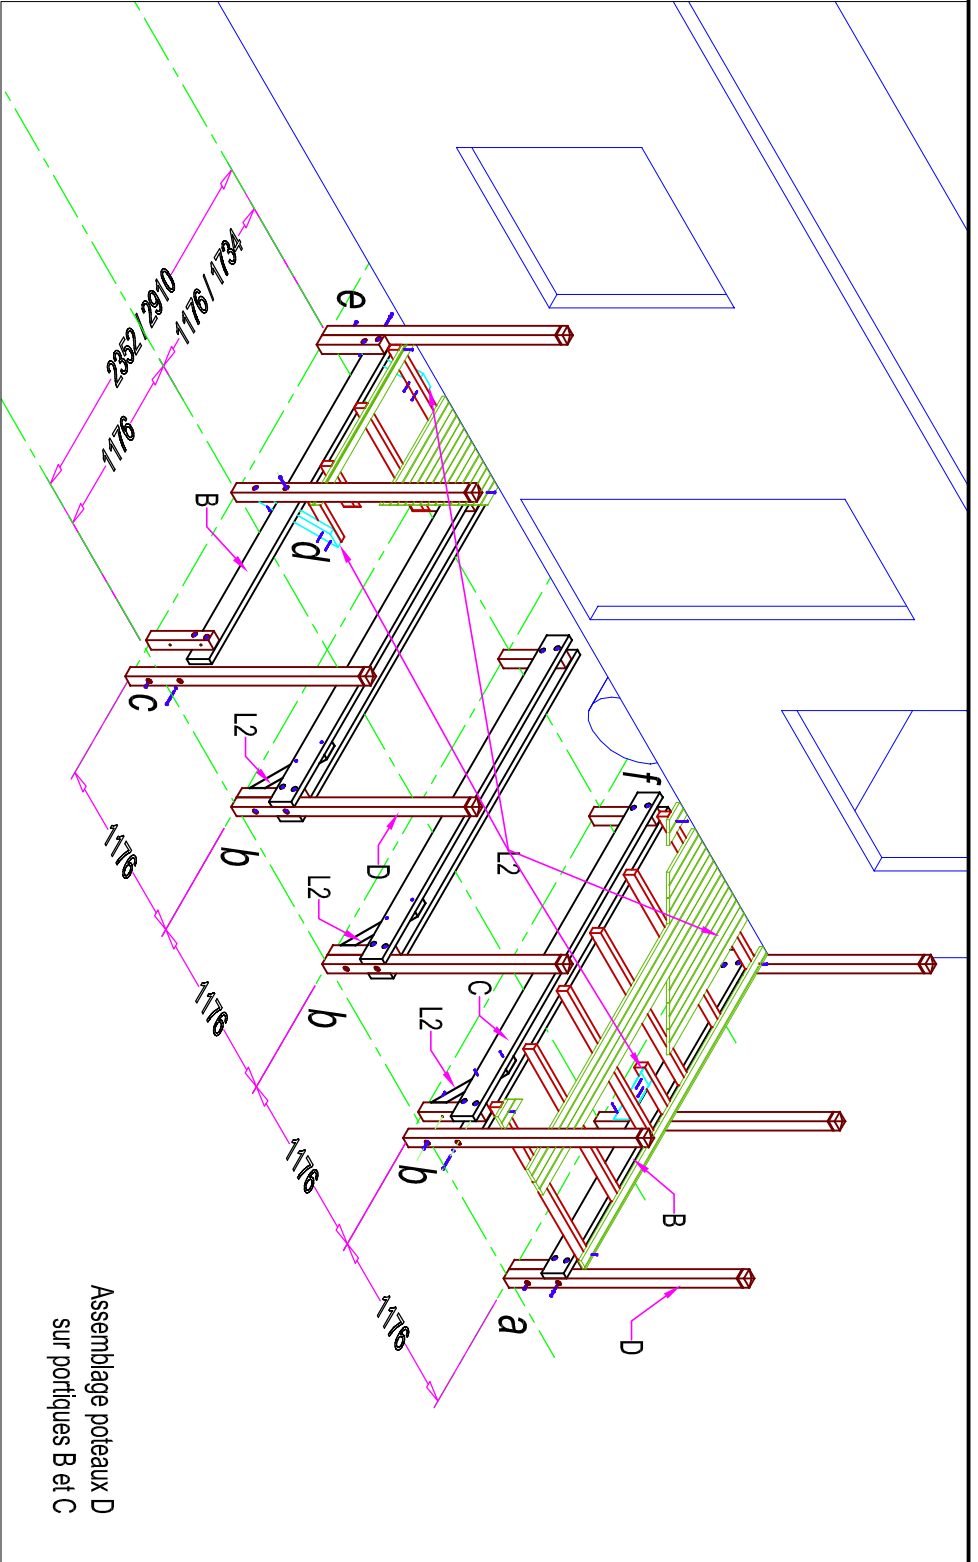 2352 / 2910
1176 / 1734
1176
e
B
d
c
L2
b
D
L2
L2
b
C
L2
f
b
B
a
D
1176
1176
1176
1176
Assemblage poteaux D
sur portiques B et C